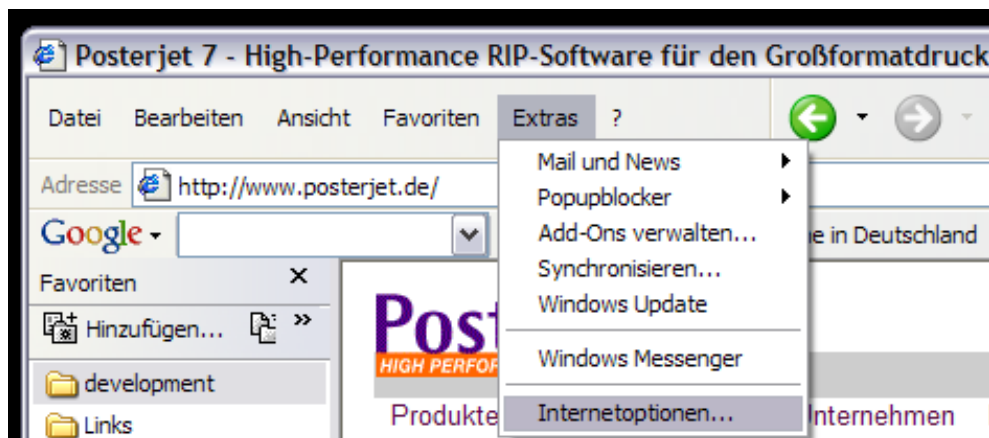 Posterjet 7 - High-Performance RIP-Software für den Großformatdruck
Datei Bearbeiten Ansicht Favoriten Extras ?
Adresse http://www.posterjet.de/
Google
Mail und News
Popupblocker
Add-Ons verwalten...
Synchronisieren...
Windows Update
Windows Messenger
Internetoptionen...
in Deutschland
Favoriten
Hinzufügen... »
development
Links
Post
HIGH PERFOR
Produkte nternehmen